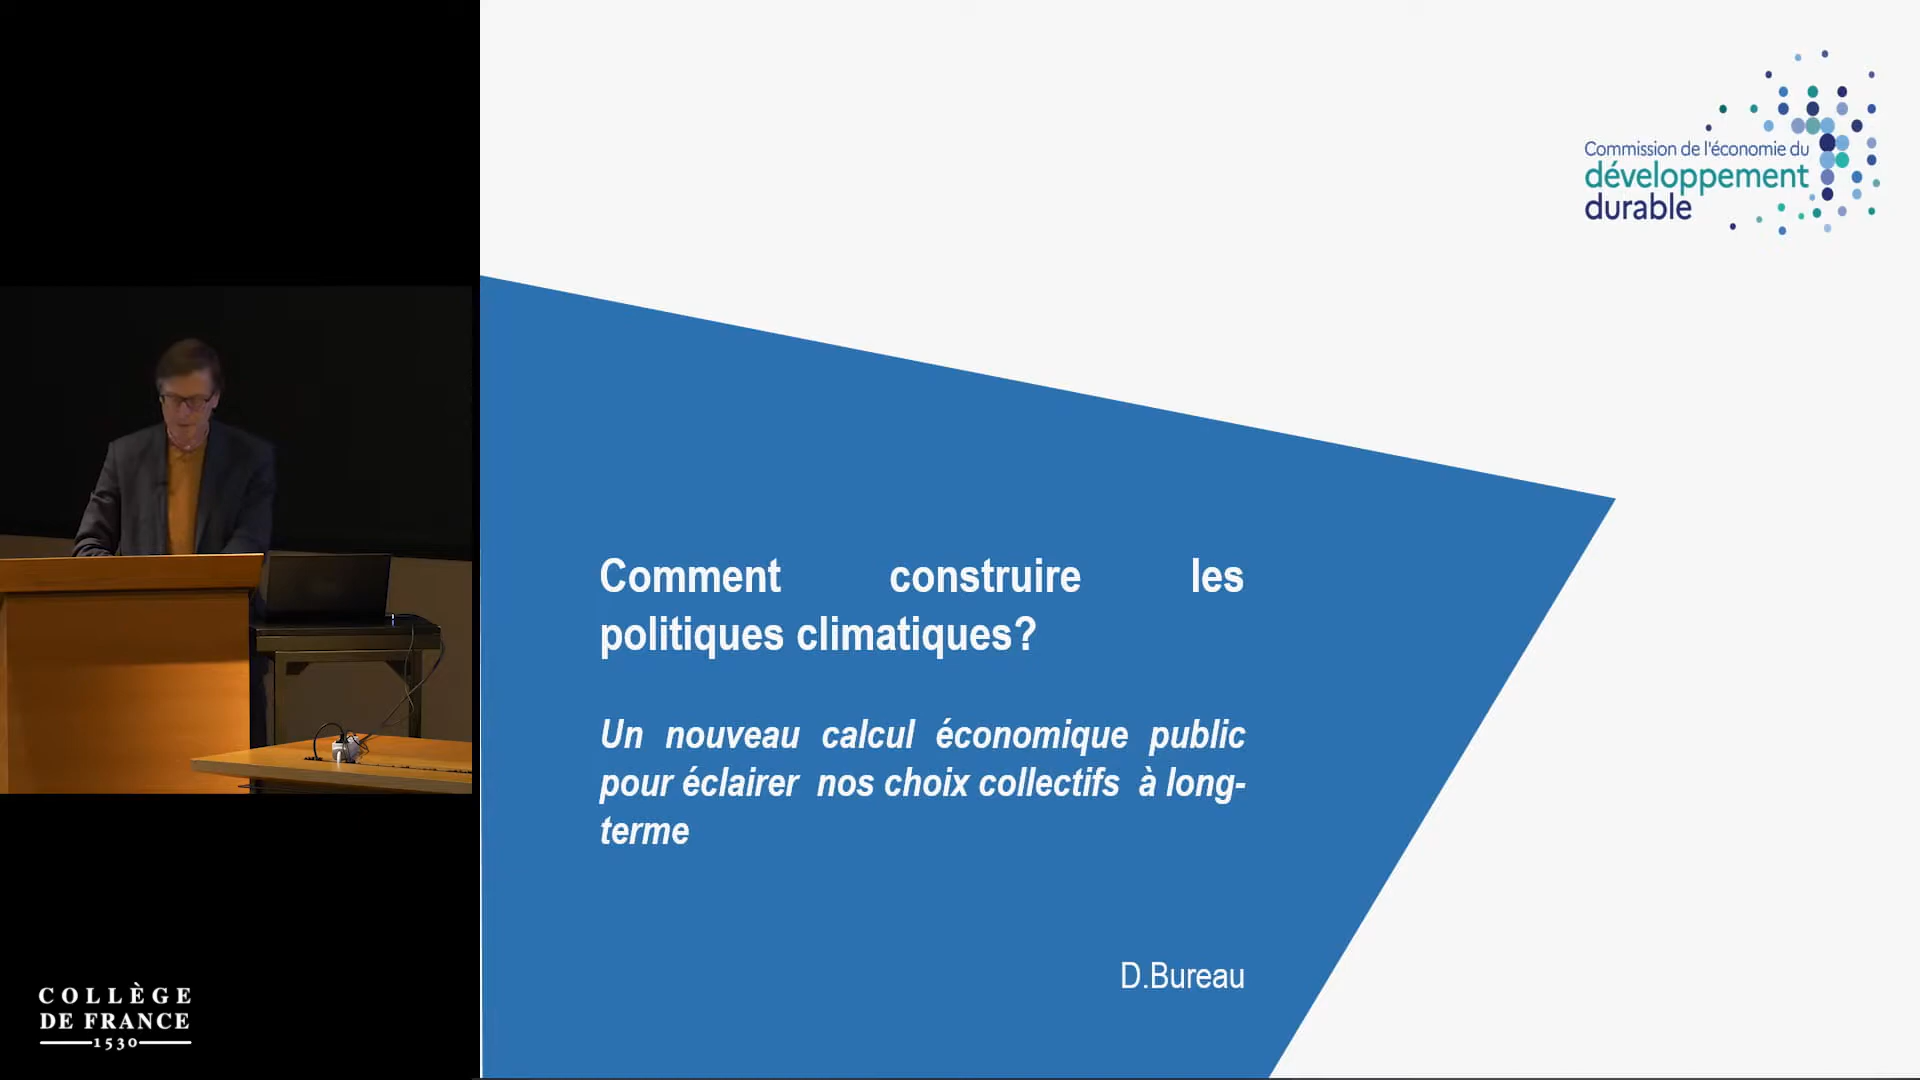 Commission de l'économie du
développement
durable
Comment construire les
politiques climatiques?
Un nouveau calcul économique public
pour éclairer nos choix collectifs à long-
terme
D.Bureau
COLLÈGE
DE FRANCE
1530